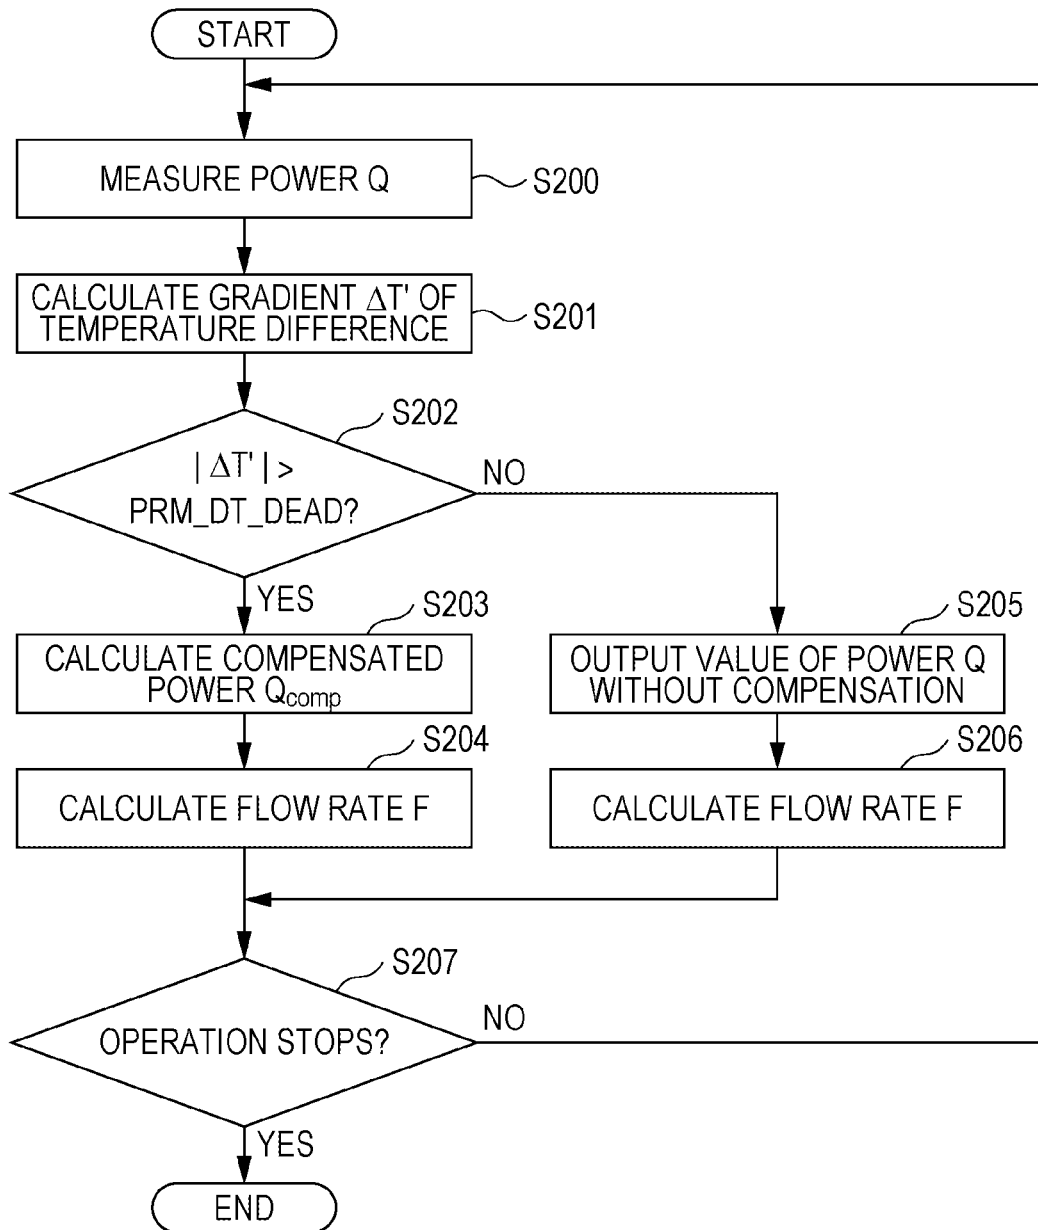 START
MEASURE POWER Q
S200
CALCULATE GRADIENT ΔT' OF
TEMPERATURE DIFFERENCE
S201
S202
| ΔT' | >
PRM_DT_DEAD?
NO
YES
S203
CALCULATE COMPENSATED
POWER Qcomp
S205
OUTPUT VALUE OF POWER Q
WITHOUT COMPENSATION
S204
CALCULATE FLOW RATE F
S206
CALCULATE FLOW RATE F
S207
OPERATION STOPS?
NO
YES
END